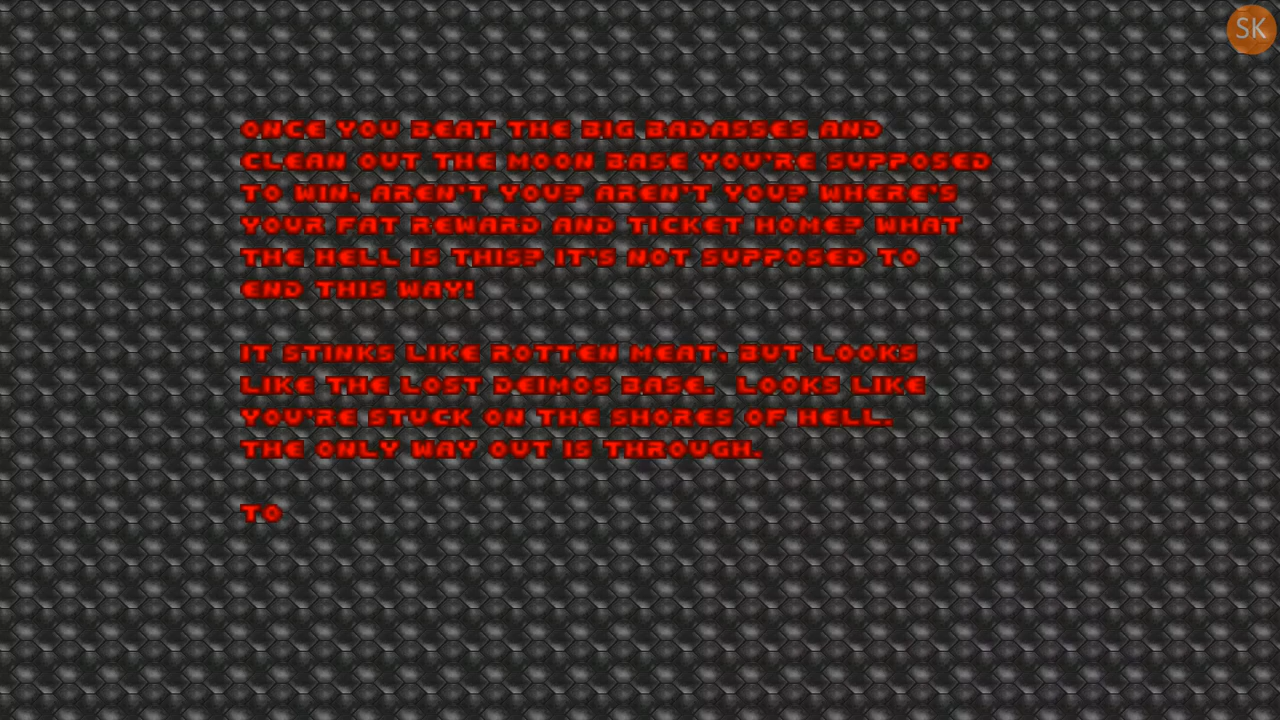 SK
ONCE YOU BEAT THE BIG BADASSES AND
CLEAN OUT THE MOON BASE YOU'RE SUPPOSED
TO WIN, AREN'T YOU? AREN'T YOU? WHERE'S
YOUR FAT REWARD AND TICKET HOME? WHAT
THE HELL IS THIS? IT'S NOT SUPPOSED TO
END THIS WAY!
IT STINKS LIKE ROTTEN MEAT, BUT LOOKS
LIKE THE LOST DEIMOS BASE.  LOOKS LIKE
YOU'RE STUCK ON THE SHORES OF HELL.
THE ONLY WAY OUT IS THROUGH.
TO